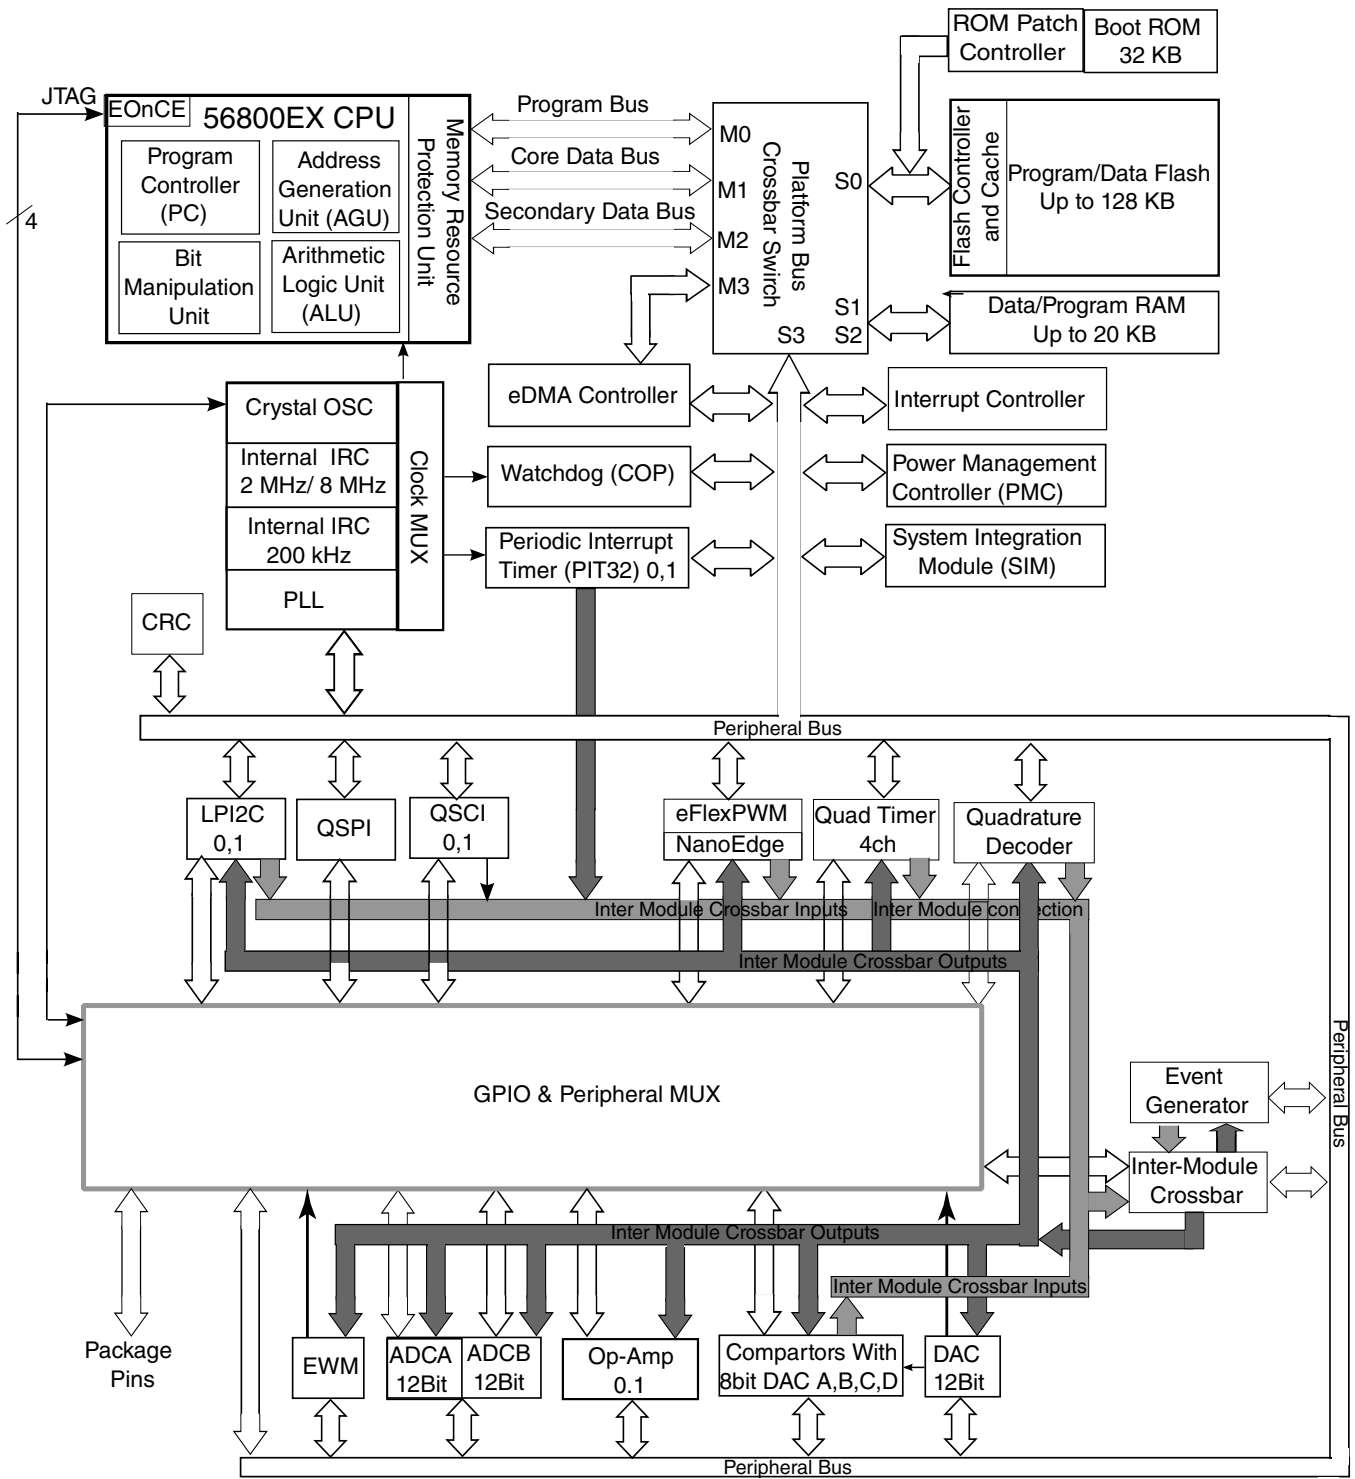 ROM Patch
Controller
Boot ROM
32 KB
JTAG
EOnCE
56800EX CPU
Program
Controller
(PC)
Address
Generation
Unit (AGU)
Bit
Manipulation
Unit
Arithmetic
Logic Unit
(ALU)
Memory Resource
Protection Unit
4
Program Bus
Core Data Bus
Secondary Data Bus
M0
M1
M2
M3
Platform Bus
Crossbar Swirch
S0
S1
S2
S3
Flash Controller
and Cache
Program/Data Flash
Up to 128 KB
Data/Program RAM
Up to 20 KB
Crystal OSC
Internal IRC
2 MHz/ 8 MHz
Internal IRC
200 kHz
PLL
Clock MUX
eDMA Controller
Watchdog (COP)
Periodic Interrupt
Timer (PIT32) 0,1
Interrupt Controller
Power Management
Controller (PMC)
System Integration
Module (SIM)
CRC
Peripheral Bus
LPI2C
0,1
QSPI
QSCI
0,1
eFlexPWM
NanoEdge
Quad Timer
4ch
Quadrature
Decoder
Inter Module Crossbar Inputs
Inter Module connection
Inter Module Crossbar Outputs
GPIO & Peripheral MUX
Peripheral Bus
Event
Generator
Inter-Module
Crossbar
Inter Module Crossbar Outputs
Inter Module Crossbar Inputs
Package
Pins
EWM
ADCA
12Bit
ADCB
12Bit
Op-Amp
0.1
Compartors With
8bit DAC A,B,C,D
DAC
12Bit
Peripheral Bus